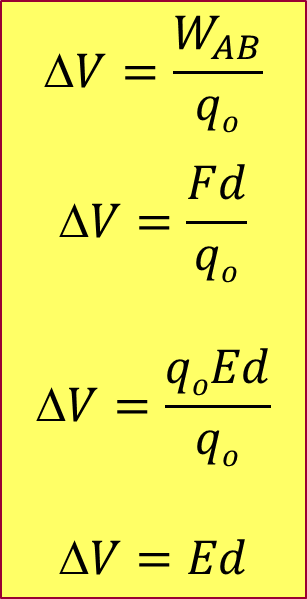 ΔV = W_AB / q_o
ΔV = Fd / q_o
ΔV = q_oEd / q_o
ΔV = Ed